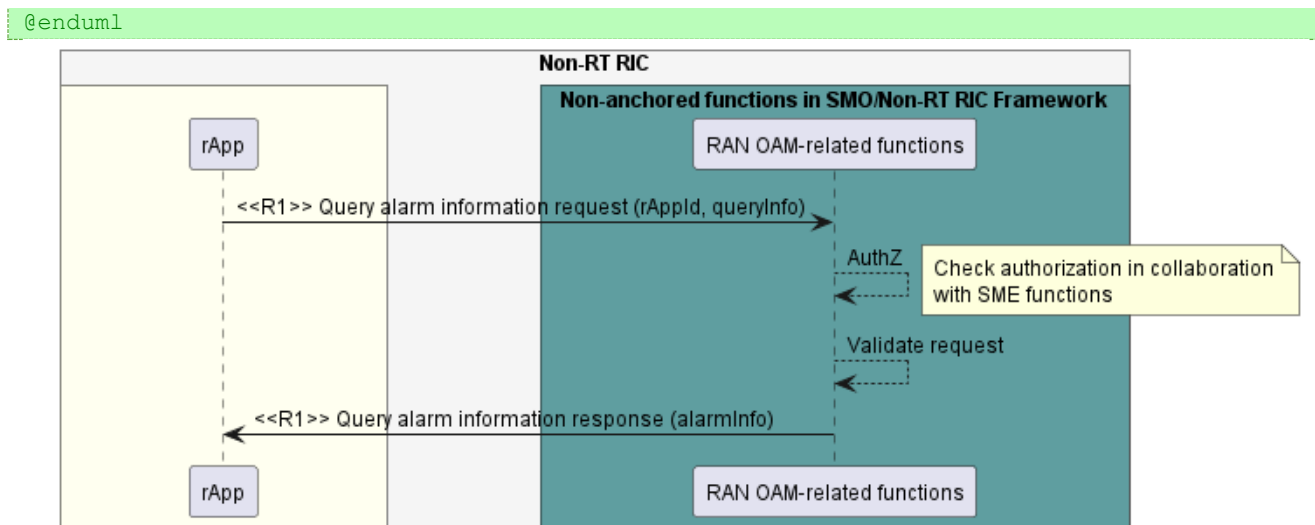 @enduml
Non-RT RIC
Non-anchored functions in SMO/Non-RT RIC Framework
rApp
RAN OAM-related functions
<<R1>> Query alarm information request (rAppId, queryInfo)
AuthZ
Check authorization in collaboration
with SME functions
Validate request
<<R1>> Query alarm information response (alarmInfo)
rApp
RAN OAM-related functions